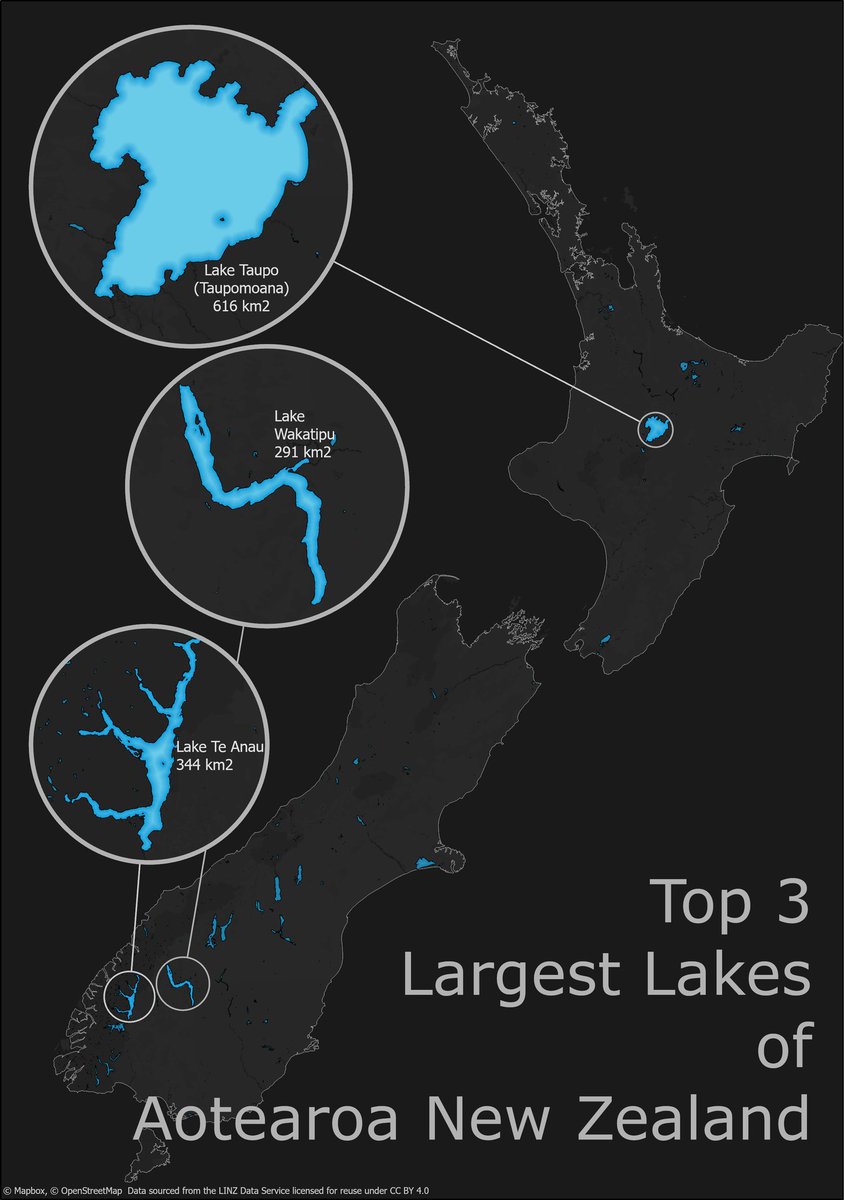 Lake Taupo
(Taupomoana)
616 km2
Lake
Wakatipu
291 km2
Lake Te Anau
344 km2
Top 3
Largest Lakes
of
Aotearoa New Zealand
© Mapbox, © OpenStreetMap  Data sourced from the LINZ Data Service licensed for reuse under CC BY 4.0